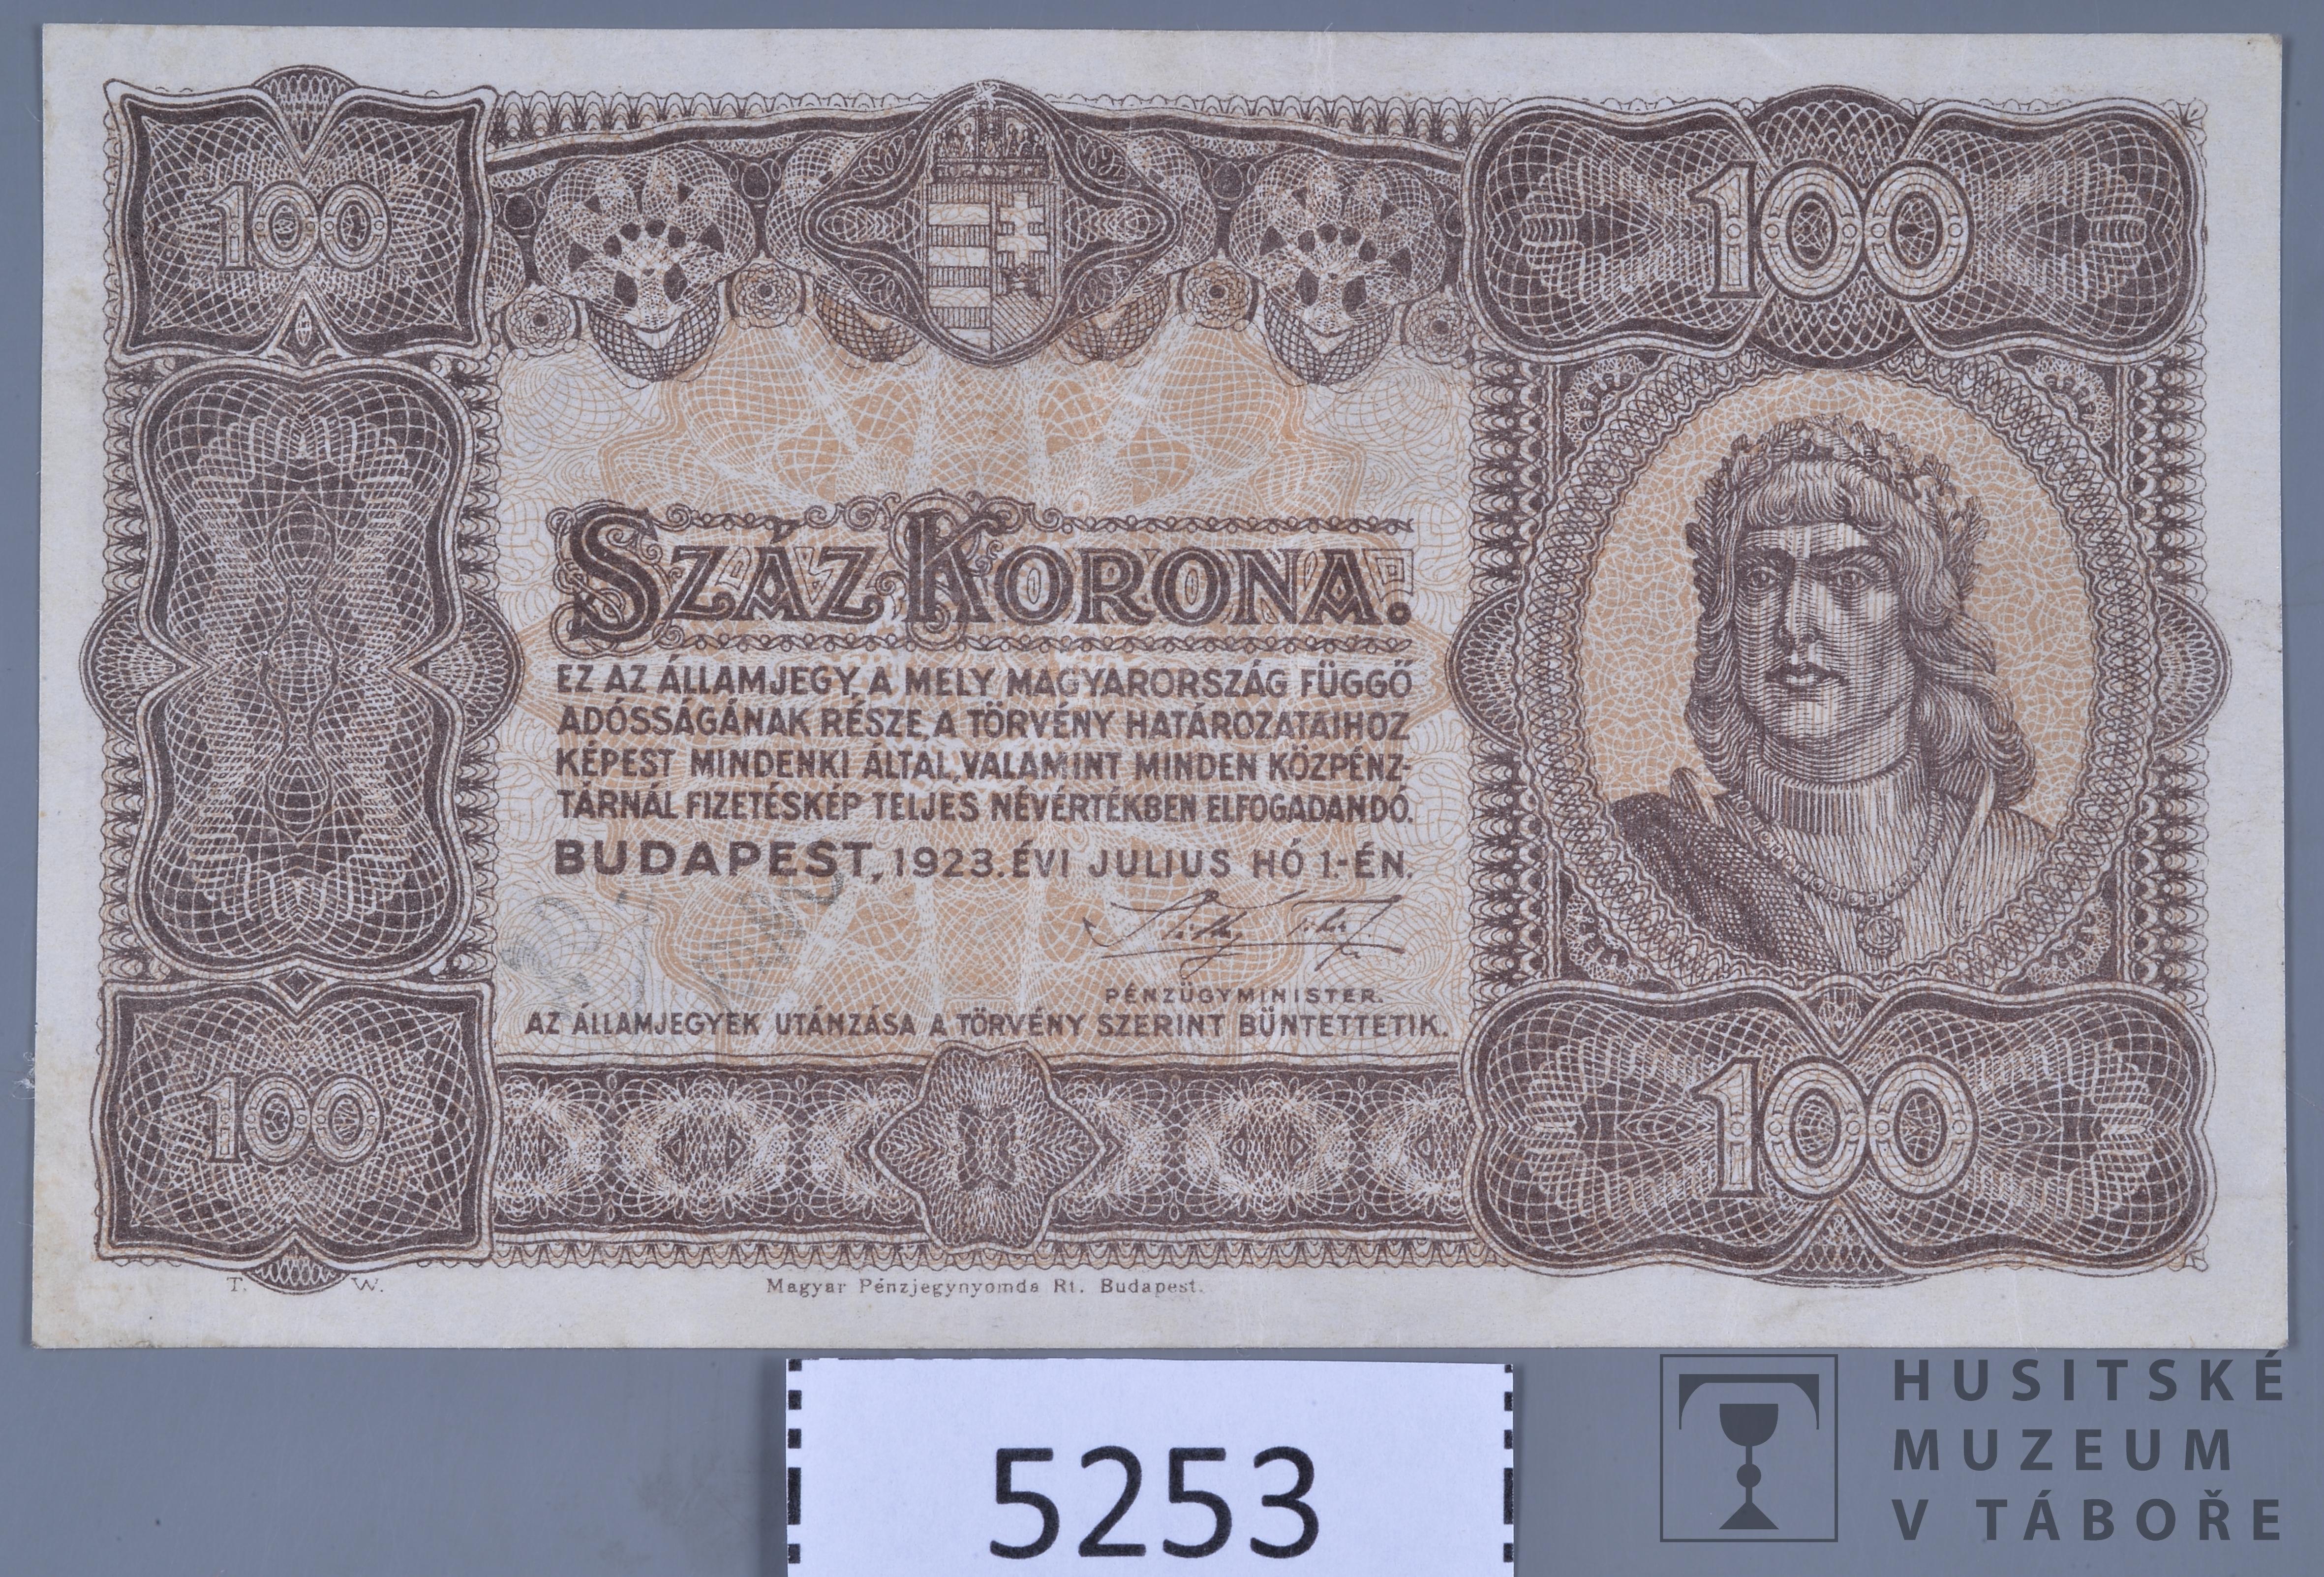 100
100
SZÁZ KORONA.
EZ AZ ÁLLAMJEGY, A MELY MAGYARORSZÁG FÜGGŐ
ADÓSSÁGÁNAK RÉSZE, A TÖRVÉNY HATÁROZATAIHOZ
KÉPEST MINDENKI ÁLTAL, VALAMINT MINDEN KÖZPÉNZ-
TÁRNÁL FIZETÉSKÉP TELJES NÉVÉRTÉKBEN ELFOGADANDÓ.
BUDAPEST, 1923. ÉVI JULIUS HÓ 1.-ÉN.
PÉNZÜGYMINISTER.
AZ ÁLLAMJEGYEK UTÁNZÁSA A TÖRVÉNY SZERINT BÜNTETTETIK.
100
100
T. W.
Magyar Pénzjegynyomda Rt. Budapest.
5253
HUSITSKÉ
MUZEUM
V TÁBOŘE